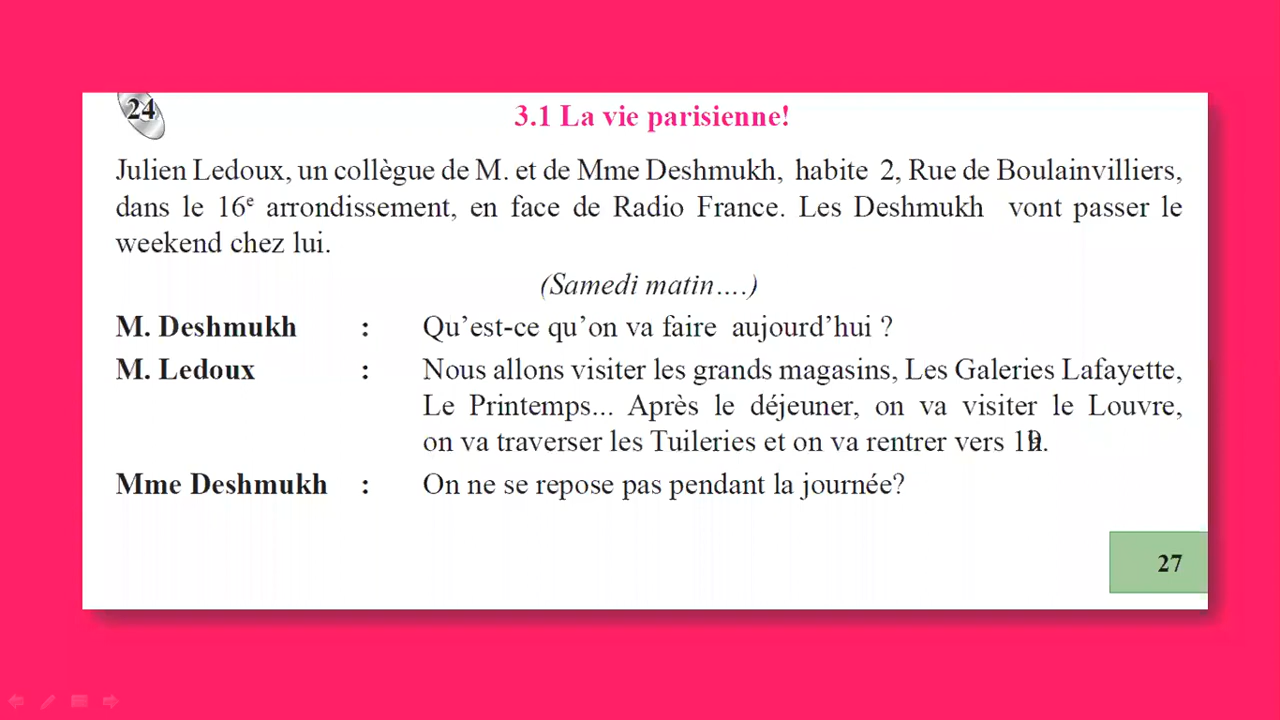 24
3.1 La vie parisienne!
Julien Ledoux, un collègue de M. et de Mme Deshmukh, habite 2, Rue de Boulainvilliers,
dans le 16e arrondissement, en face de Radio France. Les Deshmukh vont passer le
weekend chez lui.
(Samedi matin....)
M. Deshmukh : Qu'est-ce qu'on va faire aujourd'hui ?
M. Ledoux : Nous allons visiter les grands magasins, Les Galeries Lafayette,
Le Printemps... Après le déjeuner, on va visiter le Louvre,
on va traverser les Tuileries et on va rentrer vers
Mme Deshmukh : On ne se repose pas pendant la journée?
27